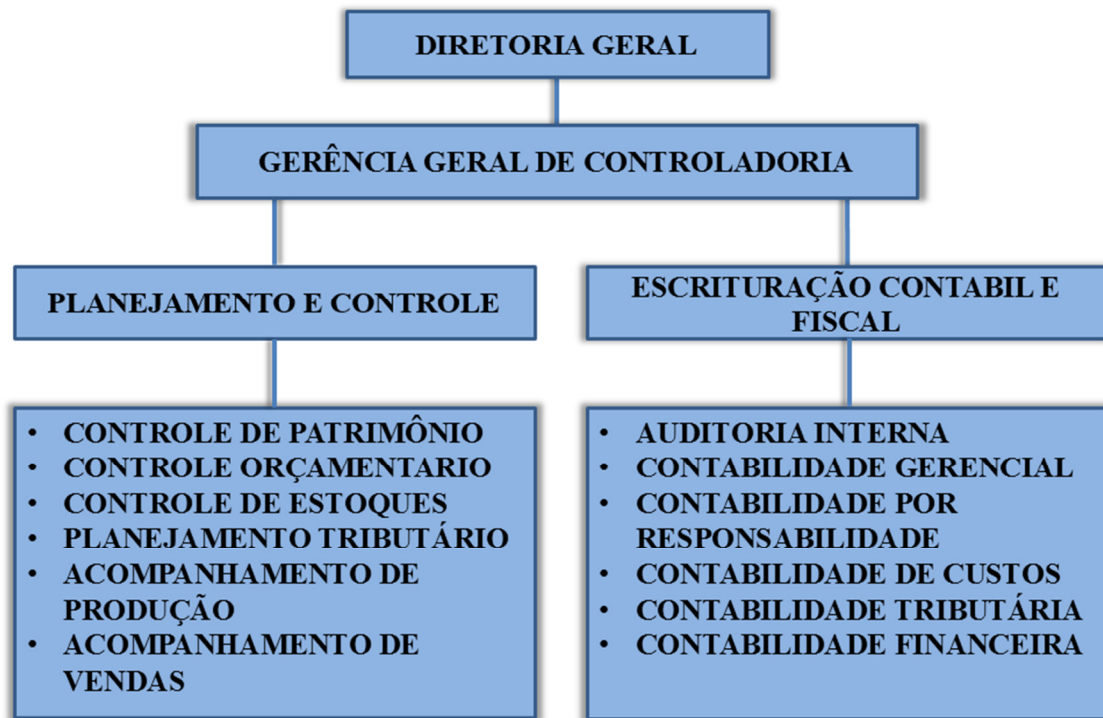 DIRETORIA GERAL
GERÊNCIA GERAL DE CONTROLADORIA
PLANEJAMENTO E CONTROLE
ESCRITURAÇÃO CONTABIL E
FISCAL
• CONTROLE DE PATRIMÔNIO
• CONTROLE ORÇAMENTARIO
• CONTROLE DE ESTOQUES
• PLANEJAMENTO TRIBUTÁRIO
• ACOMPANHAMENTO DE
PRODUÇÃO
• ACOMPANHAMENTO DE
VENDAS
• AUDITORIA INTERNA
• CONTABILIDADE GERENCIAL
• CONTABILIDADE POR
RESPONSABILIDADE
• CONTABILIDADE DE CUSTOS
• CONTABILIDADE TRIBUTÁRIA
• CONTABILIDADE FINANCEIRA